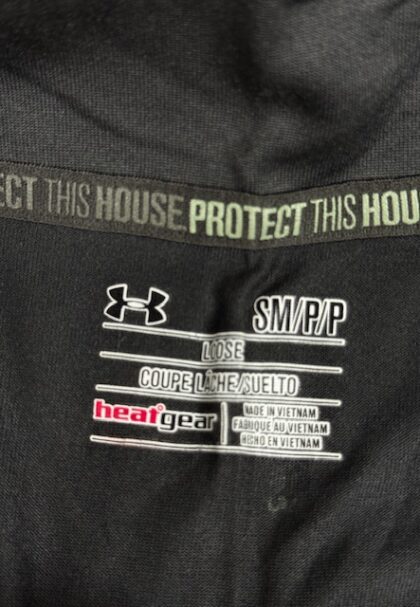 ECT THIS HOUSE. PROTECT THIS HOU
SM/P/P
LOOSE
COUPE LÂCHE/SUELTO
heatgear
MADE IN VIETNAM
FABRIQUÉ AU VIETNAM
HECHO EN VIETNAM